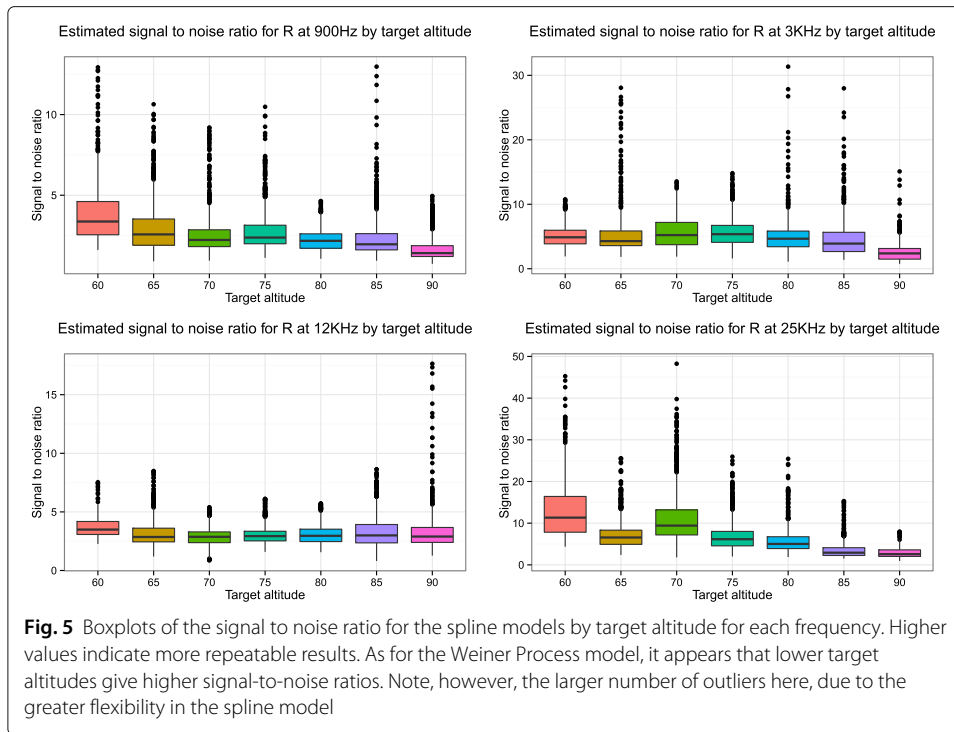 Estimated signal to noise ratio for R at 900Hz by target altitude
Signal to noise ratio
10
5
60 65 70 75 80 85 90
Target altitude
Estimated signal to noise ratio for R at 3KHz by target altitude
Signal to noise ratio
30
20
10
0
60 65 70 75 80 85 90
Target altitude
Estimated signal to noise ratio for R at 12KHz by target altitude
Signal to noise ratio
15
10
5
0
60 65 70 75 80 85 90
Target altitude
Estimated signal to noise ratio for R at 25KHz by target altitude
Signal to noise ratio
50
40
30
20
10
0
60 65 70 75 80 85 90
Target altitude
Fig. 5 Boxplots of the signal to noise ratio for the spline models by target altitude for each frequency. Higher
values indicate more repeatable results. As for the Weiner Process model, it appears that lower target
altitudes give higher signal-to-noise ratios. Note, however, the larger number of outliers here, due to the
greater flexibility in the spline model